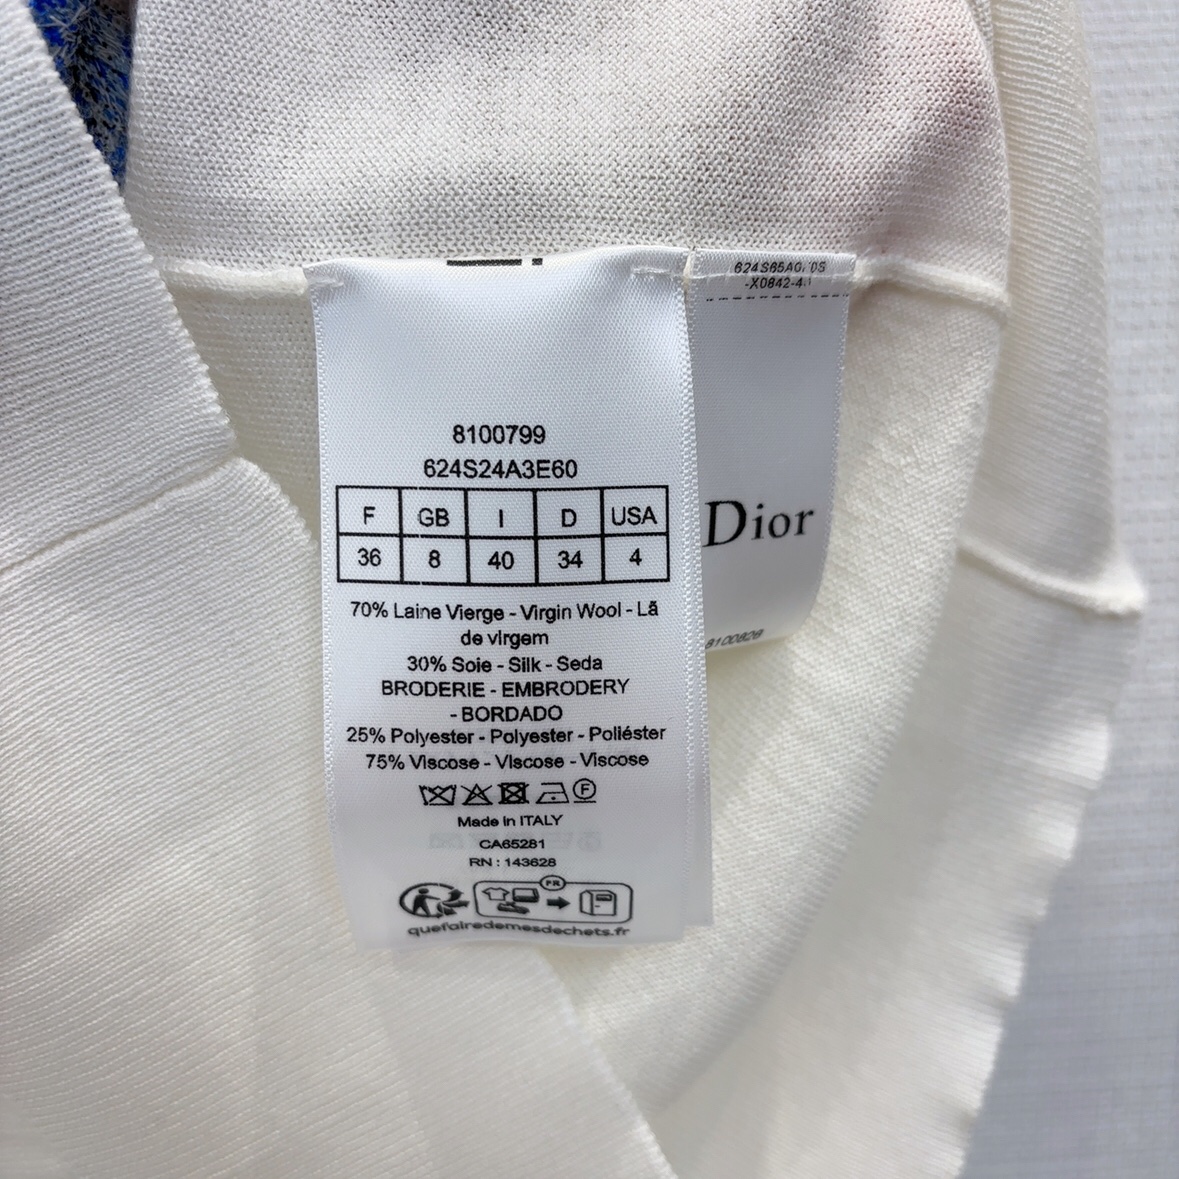 8100799
624S24A3E60
F GB I D USA
36 8 40 34 4
70% Laine Vierge - Virgin Wool - Lã
de virgem
30% Soie - Silk - Seda
BRODERIE - EMBRODERY
- BORDADO
25% Polyester - Polyester - Poliéster
75% Viscose - Viscose - Viscose
F
Made in ITALY
CA65281
RN : 143628
FR
quefairedemesdechets.fr
Dior
8100828